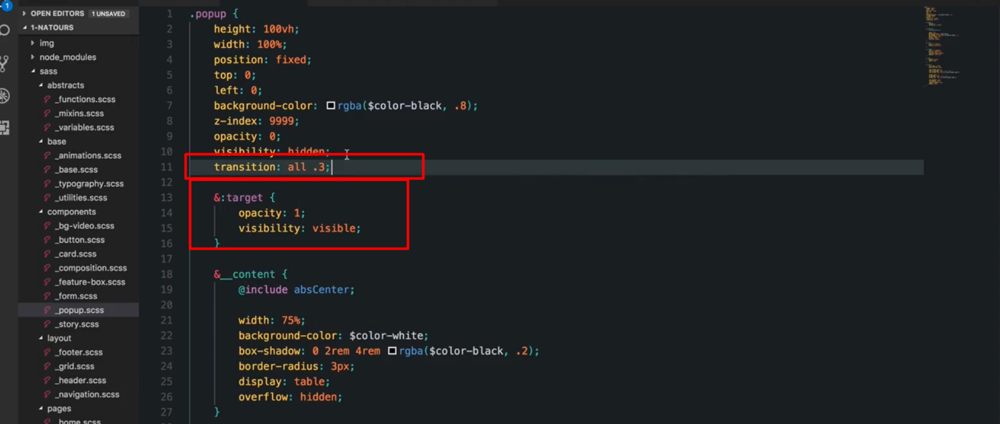 1
OPEN EDITORS 1 UNSAVED
1-NATOURS
img
node_modules
sass
abstracts
_functions.scss
_mixins.scss
_variables.scss
base
_animations.scss
_base.scss
_typography.scss
_utilities.scss
components
_bg-video.scss
_button.scss
_card.scss
_composition.scss
_feature-box.scss
_form.scss
_popup.scss
_story.scss
layout
_footer.scss
_grid.scss
_header.scss
_navigation.scss
pages
_home.scss
1 .popup {
2 height: 100vh;
3 width: 100%;
4 position: fixed;
5 top: 0;
6 left: 0;
7 background-color: rgba($color-black, .8);
8 z-index: 9999;
9 opacity: 0;
10 visibility: hidden;
11 transition: all .3;
12
13 &:target {
14 opacity: 1;
15 visibility: visible;
16 }
17
18 &__content {
19 @include absCenter;
20
21 width: 75%;
22 background-color: $color-white;
23 box-shadow: 0 2rem 4rem rgba($color-black, .2);
24 border-radius: 3px;
25 display: table;
26 overflow: hidden;
27 }